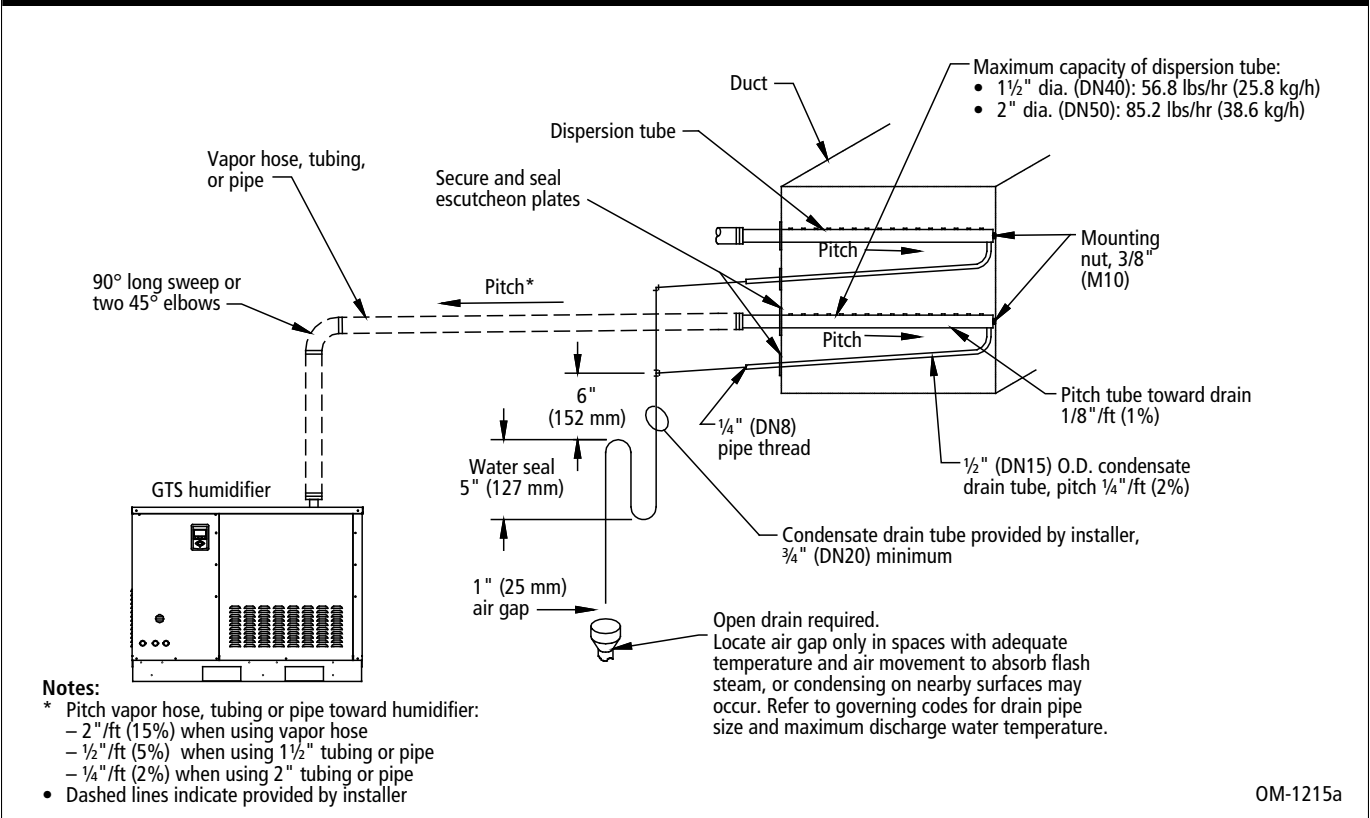 Duct
Maximum capacity of dispersion tube:
• 1½" dia. (DN40): 56.8 lbs/hr (25.8 kg/h)
• 2" dia. (DN50): 85.2 lbs/hr (38.6 kg/h)
Dispersion tube
Vapor hose, tubing,
or pipe
Secure and seal
escutcheon plates
Pitch
Mounting
nut, 3/8"
(M10)
90° long sweep or
two 45° elbows
Pitch*
Pitch
6"
(152 mm)
¼" (DN8)
pipe thread
Pitch tube toward drain
1/8"/ft (1%)
Water seal
5" (127 mm)
½" (DN15) O.D. condensate
drain tube, pitch ¼"/ft (2%)
GTS humidifier
Condensate drain tube provided by installer,
¾" (DN20) minimum
1" (25 mm)
air gap
Open drain required.
Locate air gap only in spaces with adequate
temperature and air movement to absorb flash
steam, or condensing on nearby surfaces may
occur. Refer to governing codes for drain pipe
size and maximum discharge water temperature.
Notes:
* Pitch vapor hose, tubing or pipe toward humidifier:
– 2"/ft (15%) when using vapor hose
– ½"/ft (5%) when using 1½" tubing or pipe
– ¼"/ft (2%) when using 2" tubing or pipe
• Dashed lines indicate provided by installer
OM-1215a